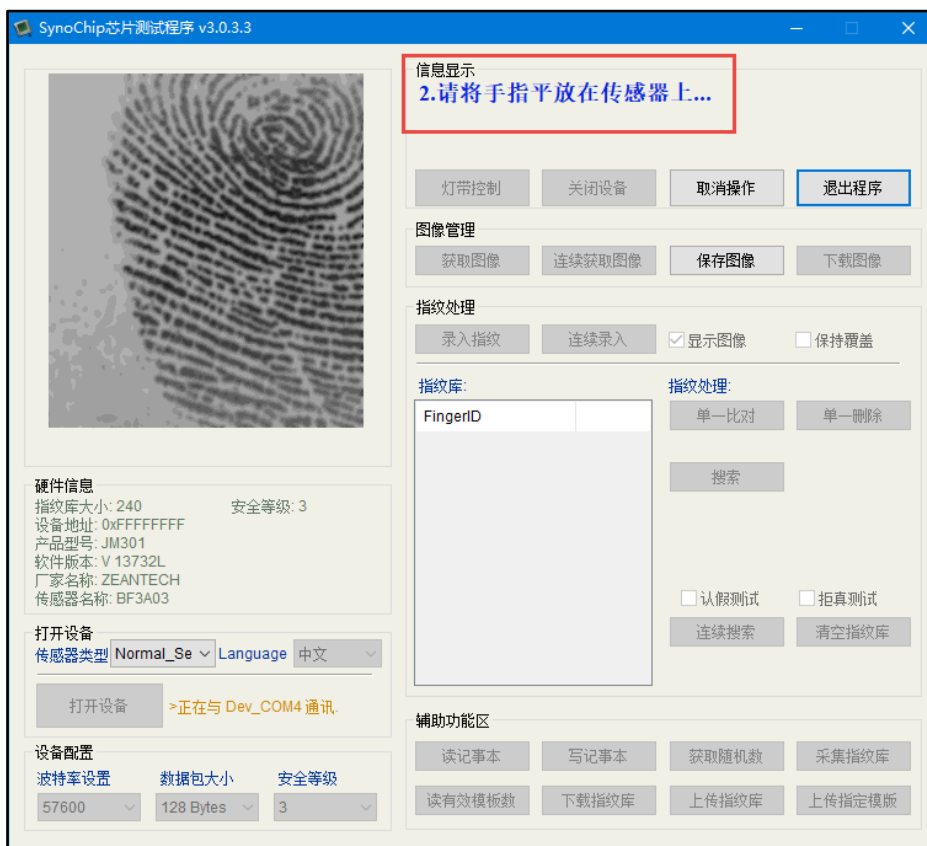 SynoChip芯片测试程序 v3.0.3.3
信息显示
2.请将手指平放在传感器上...
灯带控制 关闭设备 取消操作 退出程序
图像管理
获取图像 连续获取图像 保存图像 下载图像
指纹处理
录入指纹 连续录入 显示图像 保持覆盖
指纹库: 指纹处理:
FingerID 单一比对 单一删除
搜索
硬件信息
指纹库大小: 240 安全等级: 3
设备地址: 0xFFFFFFFF
产品型号: JM301
软件版本: V 13732L
厂家名称: ZEANTECH
传感器名称: BF3A03
认假测试 拒真测试
连续搜索 清空指纹库
打开设备
传感器类型 Normal_Se Language 中文
打开设备 >正在与 Dev_COM4 通讯.
辅助功能区
读记事本 写记事本 获取随机数 采集指纹库
读有效模板数 下载指纹库 上传指纹库 上传指定模版
设备配置
波特率设置 数据包大小 安全等级
57600 128 Bytes 3